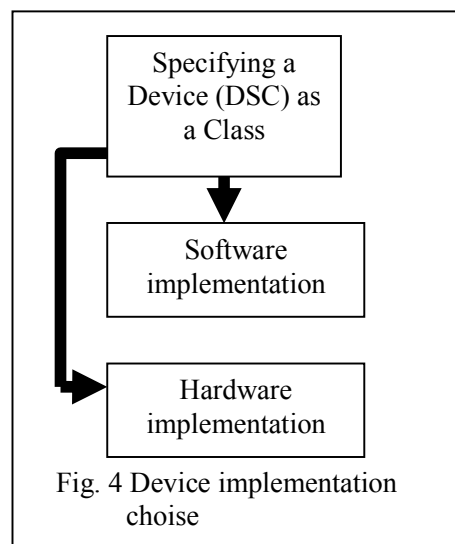 Specifying a
Device (DSC) as
a Class
Software
implementation
Hardware
implementation
Fig. 4 Device implementation
choise